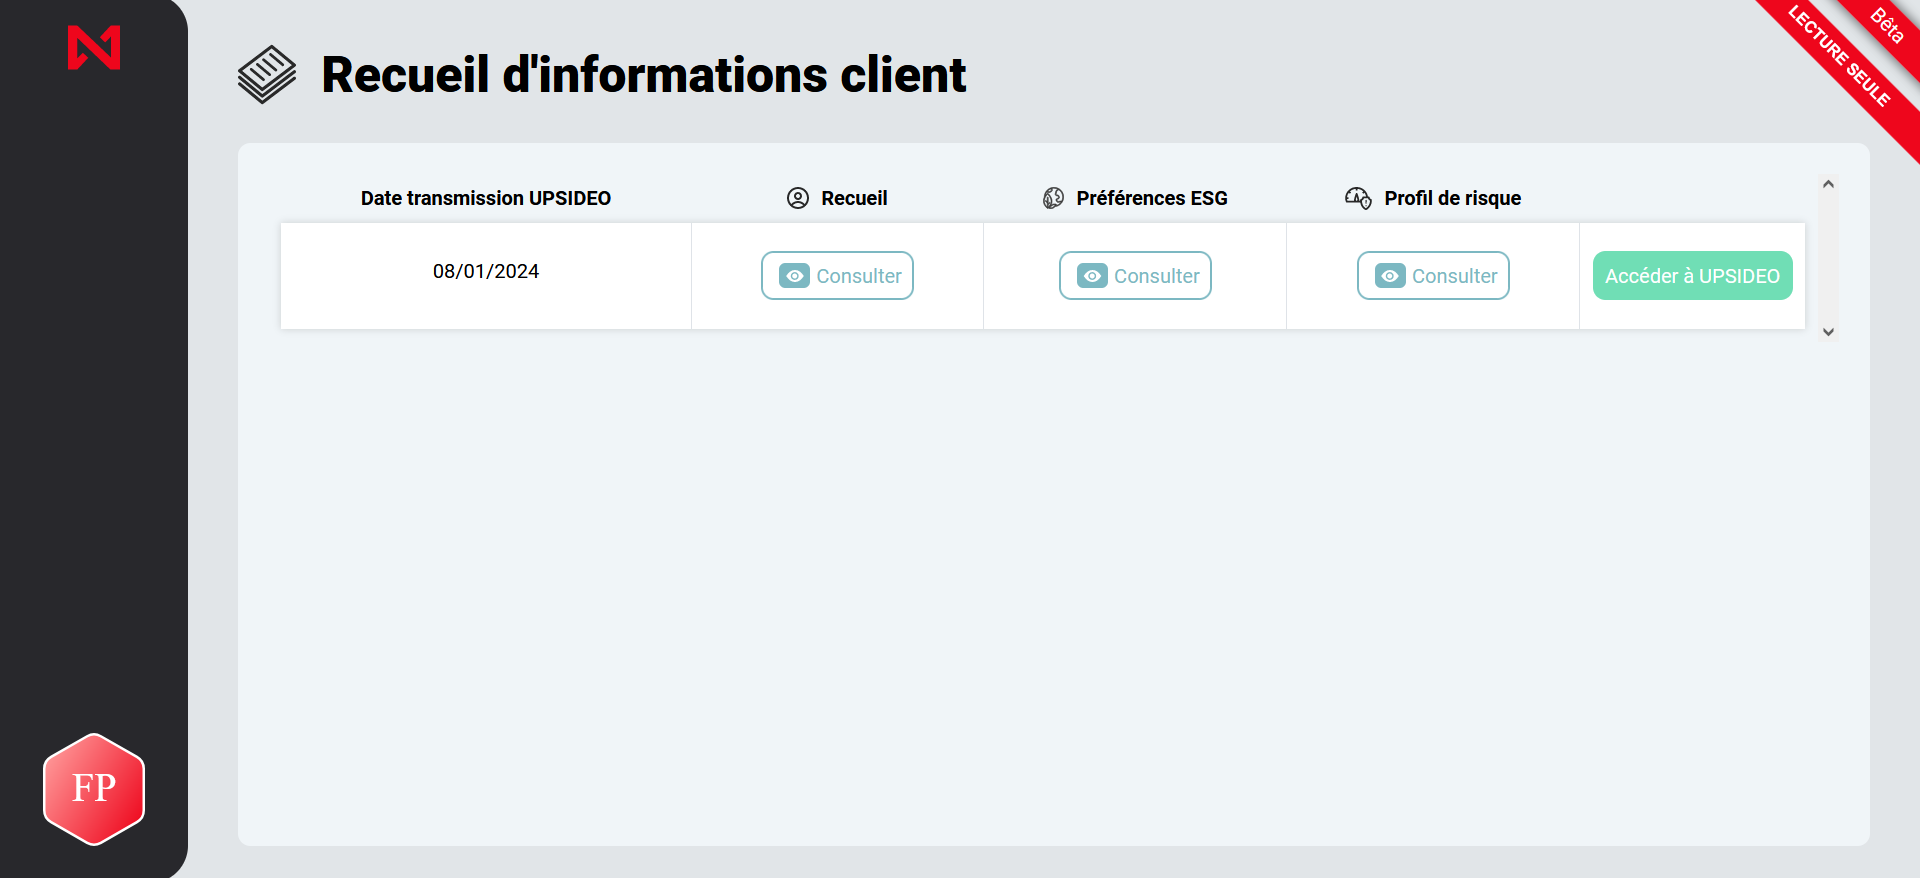 Recueil d'informations client
LECTURE SEULE
Bêta
Date transmission UPSIDEO
Recueil
Préférences ESG
Profil de risque
08/01/2024
Consulter
Consulter
Consulter
Accéder à UPSIDEO
FP